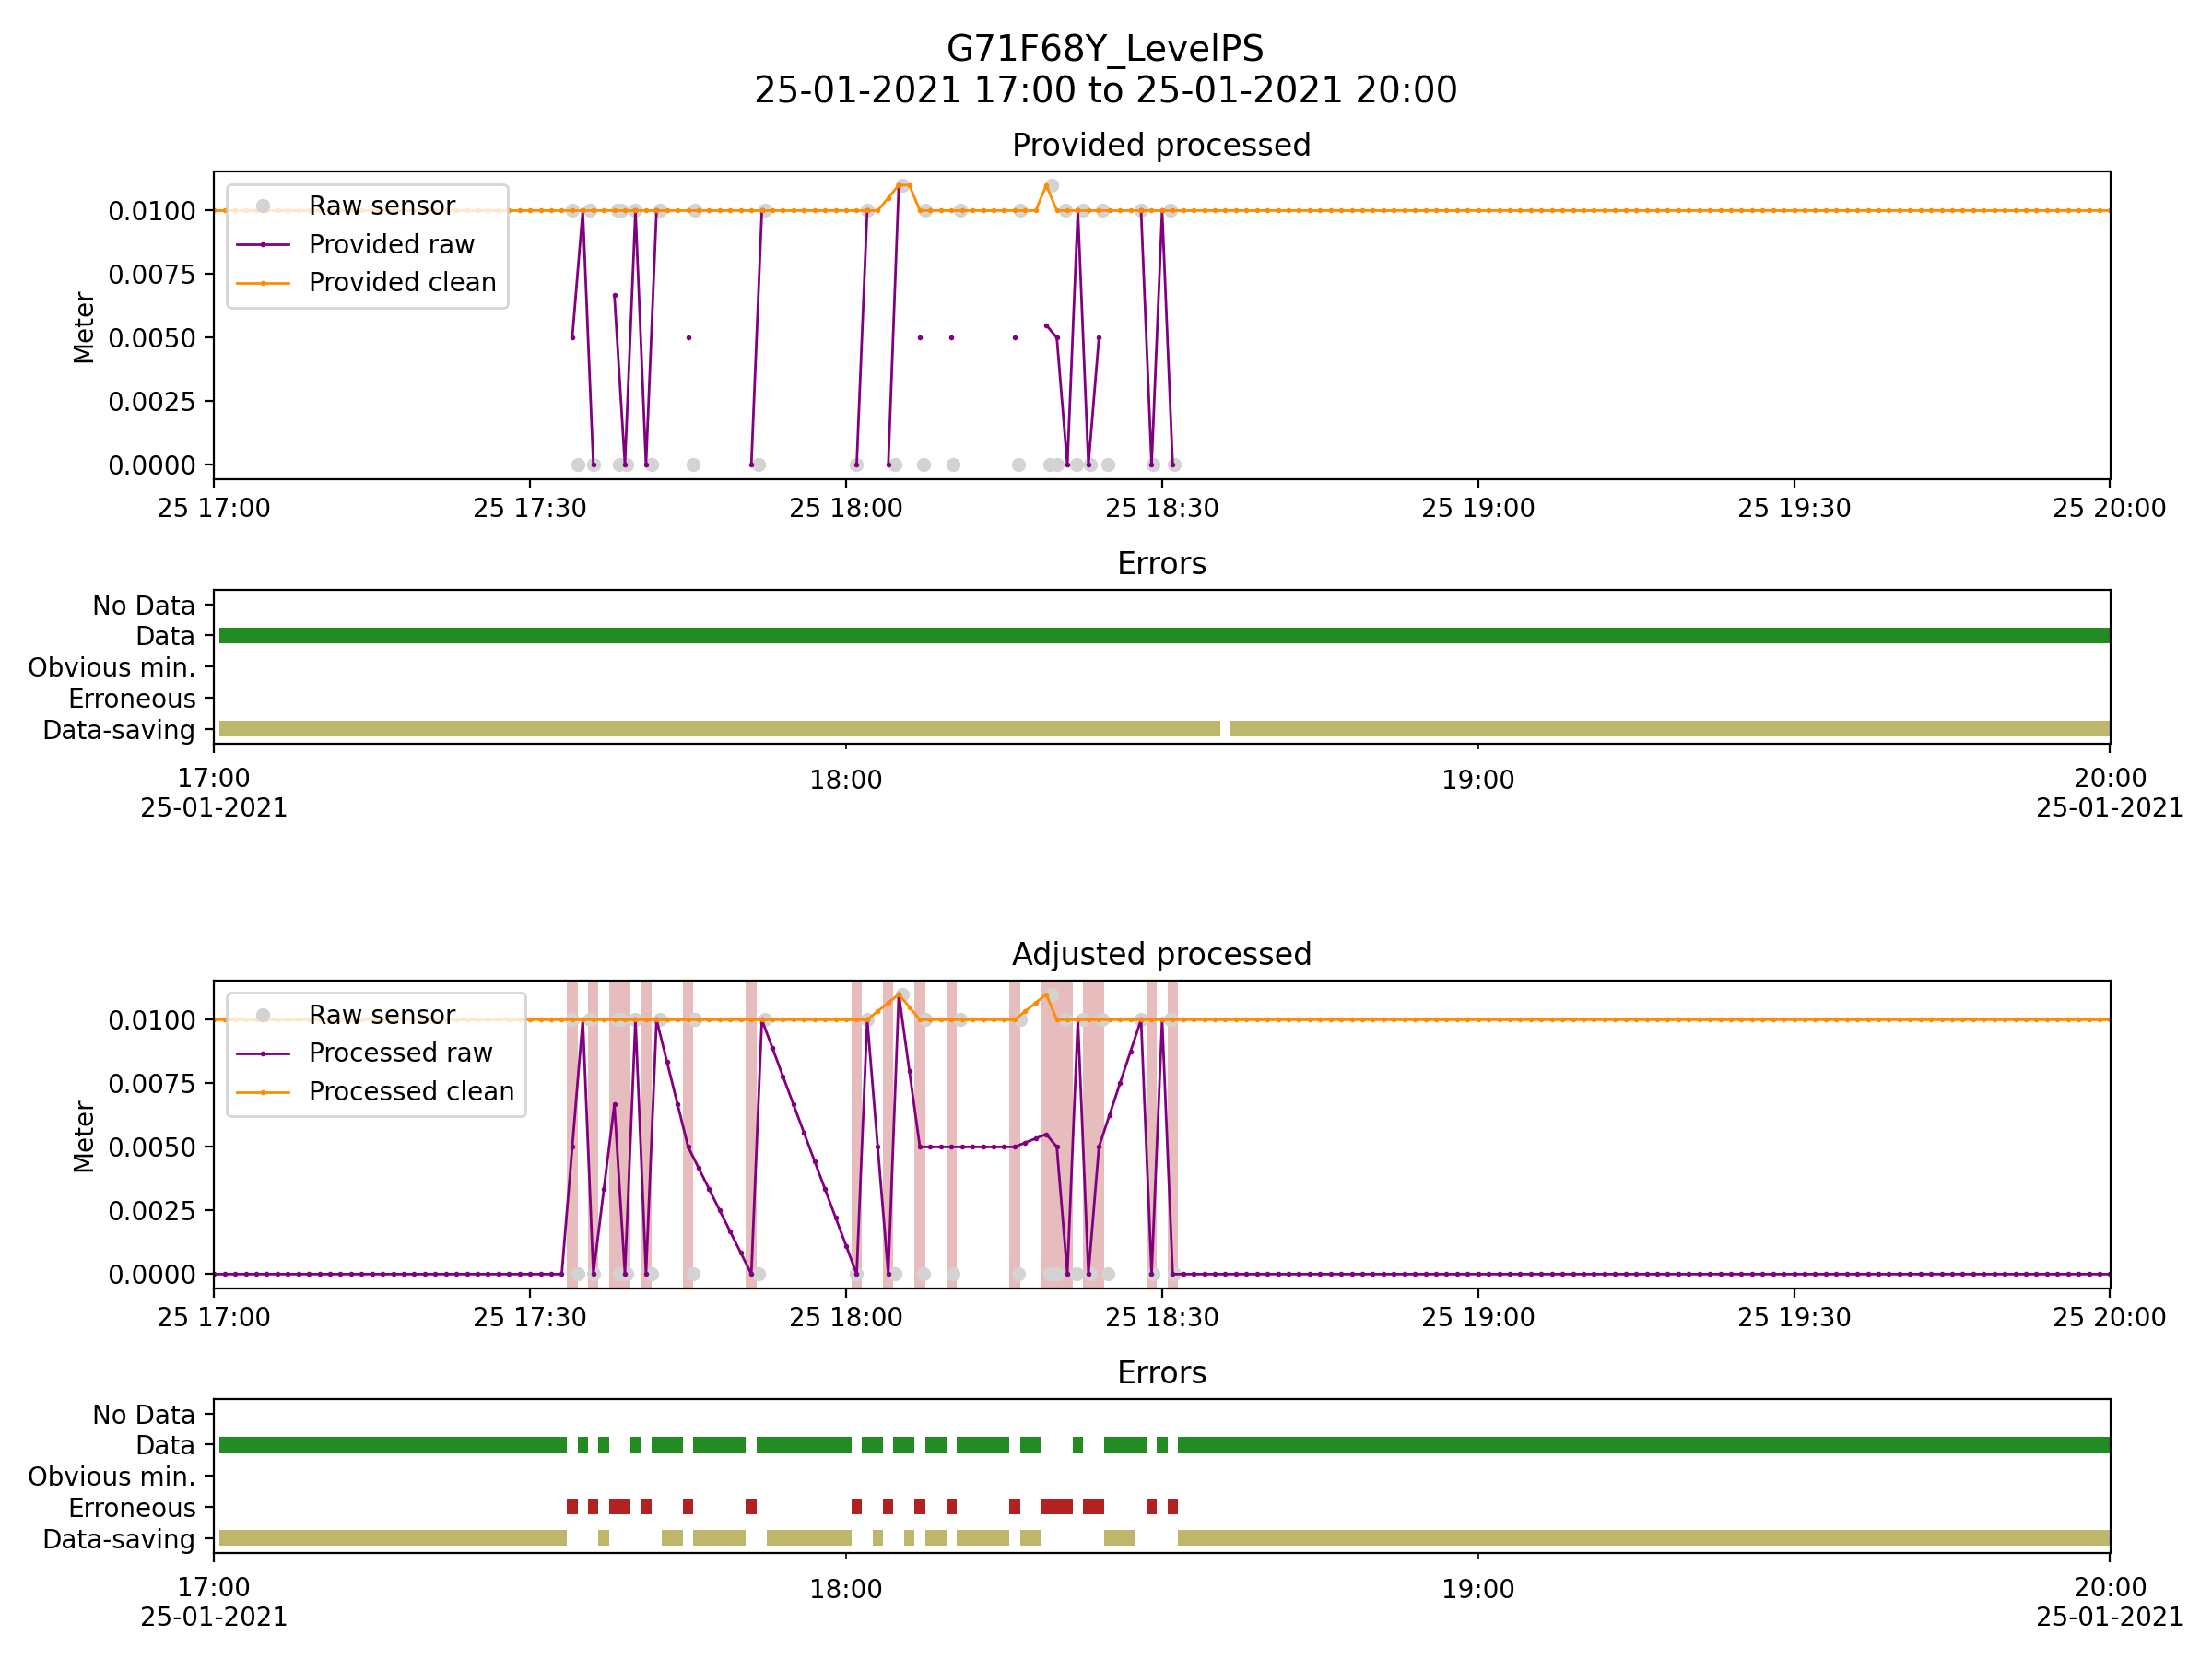 G71F68Y_LevelPS
25-01-2021 17:00 to 25-01-2021 20:00
Provided processed
Meter
0.0100
0.0075
0.0050
0.0025
0.0000
Raw sensor
Provided raw
Provided clean
25 17:00 25 17:30 25 18:00 25 18:30 25 19:00 25 19:30 25 20:00
Errors
No Data
Data
Obvious min.
Erroneous
Data-saving
17:00 18:00 19:00 20:00
25-01-2021 25-01-2021
Adjusted processed
Meter
0.0100
0.0075
0.0050
0.0025
0.0000
Raw sensor
Processed raw
Processed clean
25 17:00 25 17:30 25 18:00 25 18:30 25 19:00 25 19:30 25 20:00
Errors
No Data
Data
Obvious min.
Erroneous
Data-saving
17:00 18:00 19:00 20:00
25-01-2021 25-01-2021